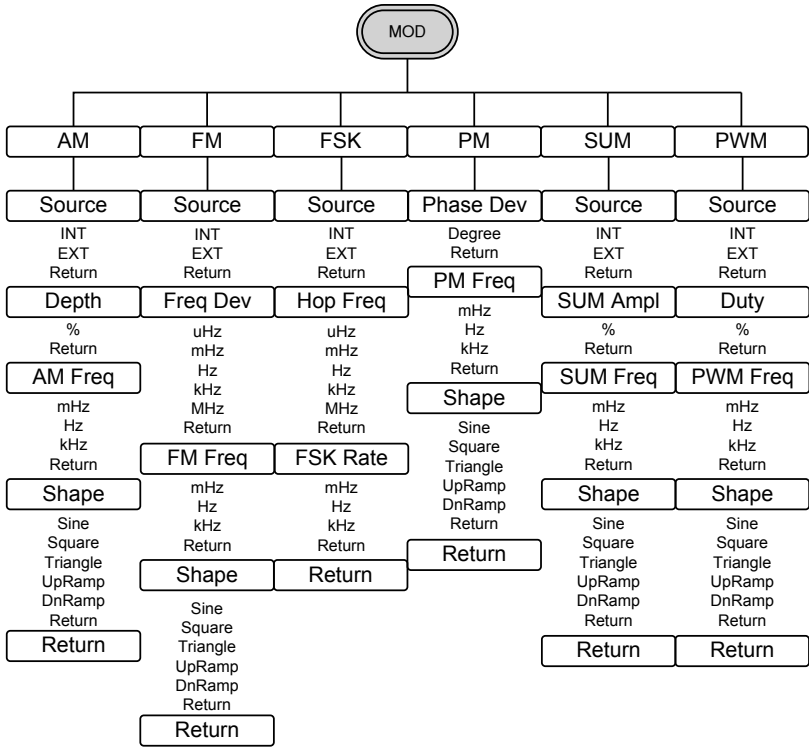 MOD
AM
Source
INT
EXT
Return
Depth
%
Return
AM Freq
mHz
Hz
kHz
Return
Shape
Sine
Square
Triangle
UpRamp
DnRamp
Return
Return
FM
Source
INT
EXT
Return
Freq Dev
uHz
mHz
Hz
kHz
MHz
Return
FM Freq
mHz
Hz
kHz
Return
Shape
Sine
Square
Triangle
UpRamp
DnRamp
Return
Return
FSK
Source
INT
EXT
Return
Hop Freq
uHz
mHz
Hz
kHz
MHz
Return
FSK Rate
mHz
Hz
kHz
Return
Return
PM
Phase Dev
Degree
Return
PM Freq
mHz
Hz
kHz
Return
Shape
Sine
Square
Triangle
UpRamp
DnRamp
Return
Return
SUM
Source
INT
EXT
Return
SUM Ampl
%
Return
SUM Freq
mHz
Hz
kHz
Return
Shape
Sine
Square
Triangle
UpRamp
DnRamp
Return
Return
PWM
Source
INT
EXT
Return
Duty
%
Return
PWM Freq
mHz
Hz
kHz
Return
Shape
Sine
Square
Triangle
UpRamp
DnRamp
Return
Return